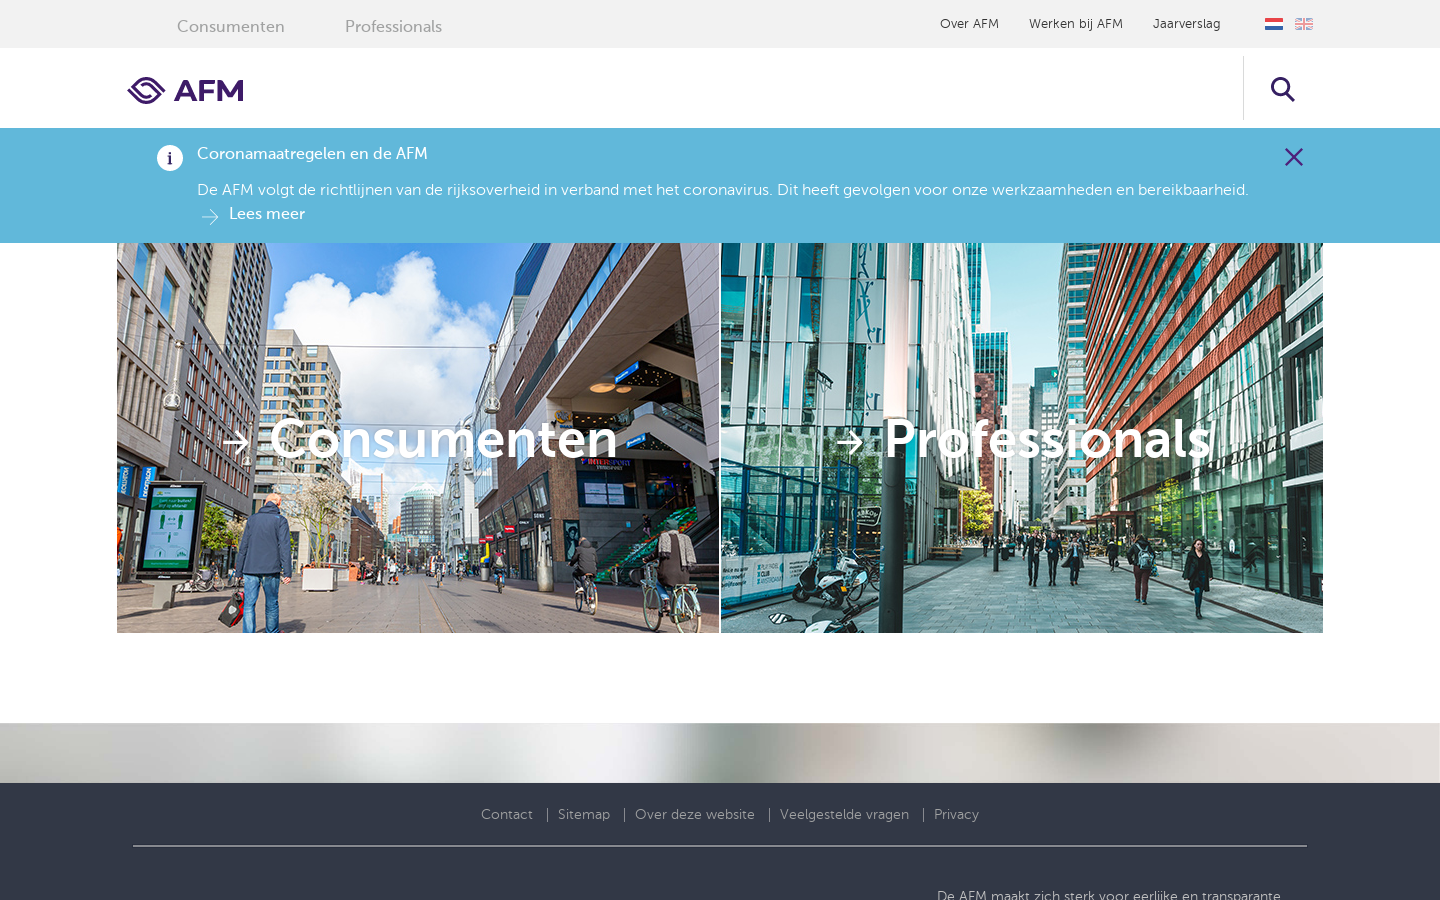 Consumenten
Professionals
Over AFM
Werken bij AFM
Jaarverslag
AFM
Coronamaatregelen en de AFM
De AFM volgt de richtlijnen van de rijksoverheid in verband met het coronavirus. Dit heeft gevolgen voor onze werkzaamheden en bereikbaarheid.
Lees meer
Consumenten
Professionals
Contact
Sitemap
Over deze website
Veelgestelde vragen
Privacy
De AFM maakt zich sterk voor eerlijke en transparante